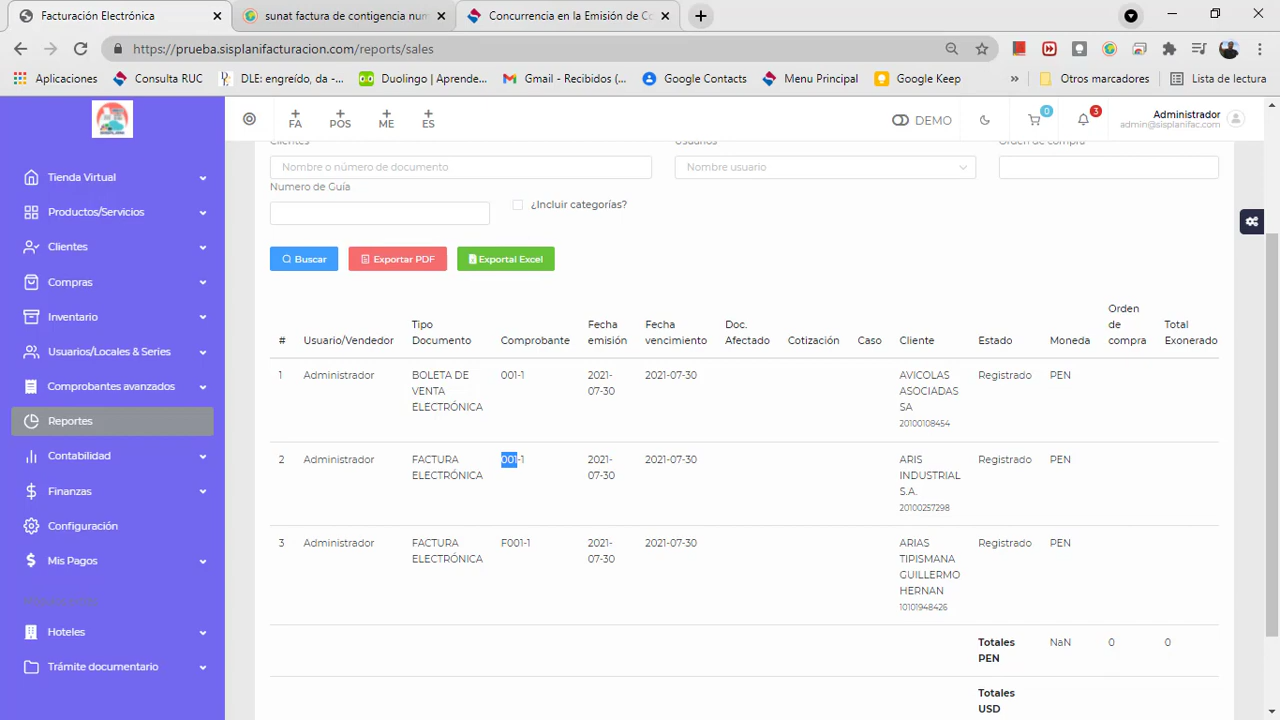 Facturación Electrónica
sunat factura de contigencia num
Concurrencia en la Emisión de Co
https://prueba.sisplanifacturacion.com/reports/sales
Aplicaciones
Consulta RUC
DLE: engreído, da -...
Duolingo | Aprende...
Gmail - Recibidos (...
Google Contacts
Menu Principal
Google Keep
»
Otros marcadores
Lista de lectura
FA
POS
ME
ES
DEMO
0
3
Administrador
admin@sisplanifac.com
Tienda Virtual
Productos/Servicios
Clientes
Compras
Inventario
Usuarios/Locales & Series
Comprobantes avanzados
Reportes
Contabilidad
Finanzas
Configuración
Mis Pagos
Hoteles
Trámite documentario
Clientes
Usuarios
Orden de compra
Nombre o número de documento
Nombre usuario
Numero de Guía
¿Incluir categorías?
Buscar
Exportar PDF
Exportal Excel
# Usuario/Vendedor Tipo Documento Comprobante Fecha emisión Fecha vencimiento Doc. Afectado Cotización Caso Cliente Estado Moneda Orden de compra Total Exonerado
1 Administrador BOLETA DE VENTA ELECTRÓNICA 001-1 2021-07-30 2021-07-30 AVICOLAS ASOCIADAS SA 20100108454 Registrado PEN
2 Administrador FACTURA ELECTRÓNICA 001-1 2021-07-30 2021-07-30 ARIS INDUSTRIAL S.A. 20100257298 Registrado PEN
3 Administrador FACTURA ELECTRÓNICA F001-1 2021-07-30 2021-07-30 ARIAS TIPISMANA GUILLERMO HERNAN 10101948426 Registrado PEN
Totales PEN NaN 0 0
Totales USD